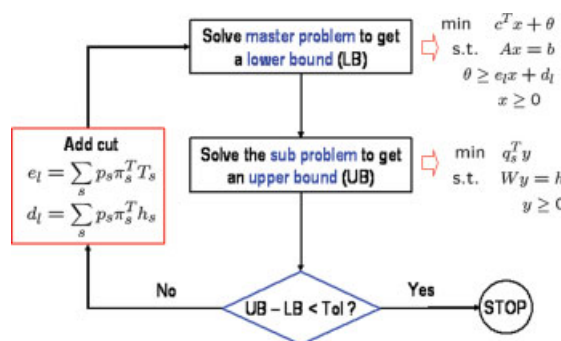 Solve master problem to get
a lower bound (LB)
min c^T x + θ
s.t. Ax = b
θ ≥ e_l x + d_l
x ≥ 0
Add cut
e_l = ∑_s p_s π_s^T T_s
d_l = ∑_s p_s π_s^T h_s
Solve the sub problem to get
an upper bound (UB)
min q_s^T y
s.t. Wy = h
y ≥ 0
No
UB – LB < Tol ?
Yes
STOP